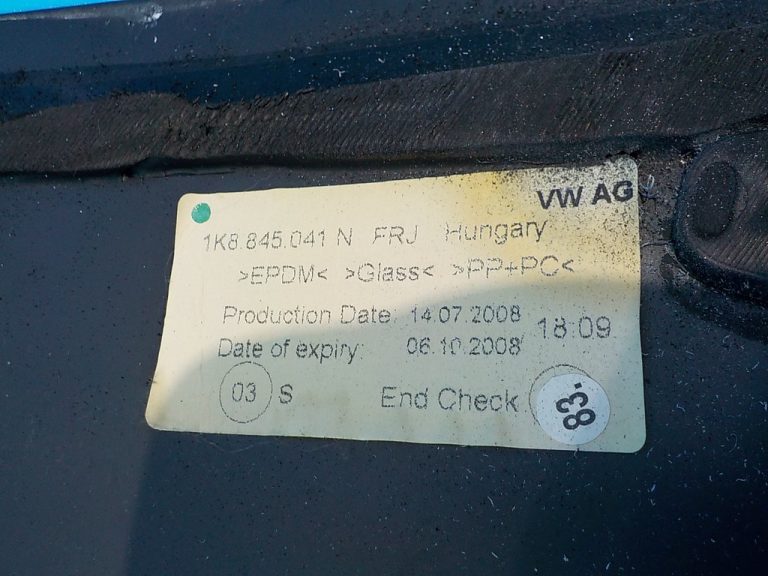 VW AG
1K8.845.041 N FRJ Hungary
>EPDM< >Glass< >PP+PC<
Production Date: 14.07.2008 18:09
Date of expiry: 06.10.2008
03 S End Check 83.